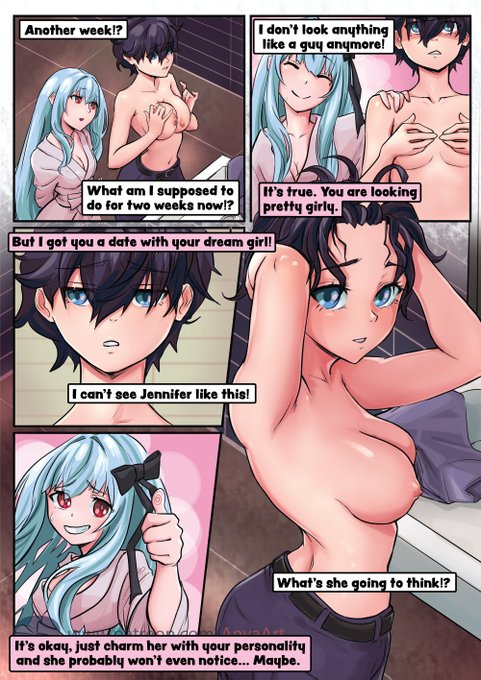 Another week!?
What am I supposed to
do for two weeks now!?
I don't look anything
like a guy anymore!
It's true. You are looking
pretty girly.
But I got you a date with your dream girl!
I can't see Jennifer like this!
What's she going to think!?
It's okay, just charm her with your personality
and she probably won't even notice... Maybe.